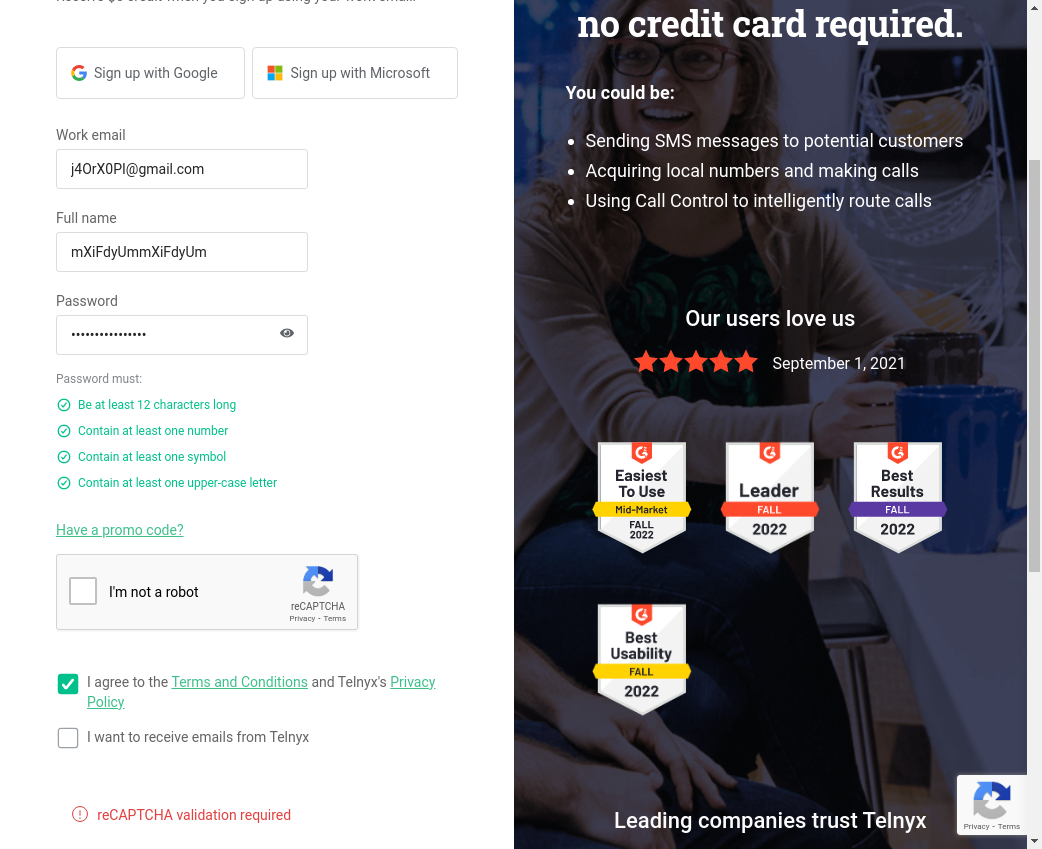 Sign up with Google
Sign up with Microsoft
Work email
Full name
mXiFdyUmmXiFdyUm
Password
••••••••••••••••
Password must:
Be at least 12 characters long
Contain at least one number
Contain at least one symbol
Contain at least one upper-case letter
Have a promo code?
I'm not a robot
reCAPTCHA
Privacy - Terms
I agree to the Terms and Conditions and Telnyx's Privacy
Policy
I want to receive emails from Telnyx
reCAPTCHA validation required
no credit card required.
You could be:
Sending SMS messages to potential customers
Acquiring local numbers and making calls
Using Call Control to intelligently route calls
Our users love us
September 1, 2021
Easiest
To Use
Mid-Market
FALL
2022
Leader
FALL
2022
Best
Results
FALL
2022
Best
Usability
FALL
2022
Leading companies trust Telnyx
Privacy - Terms